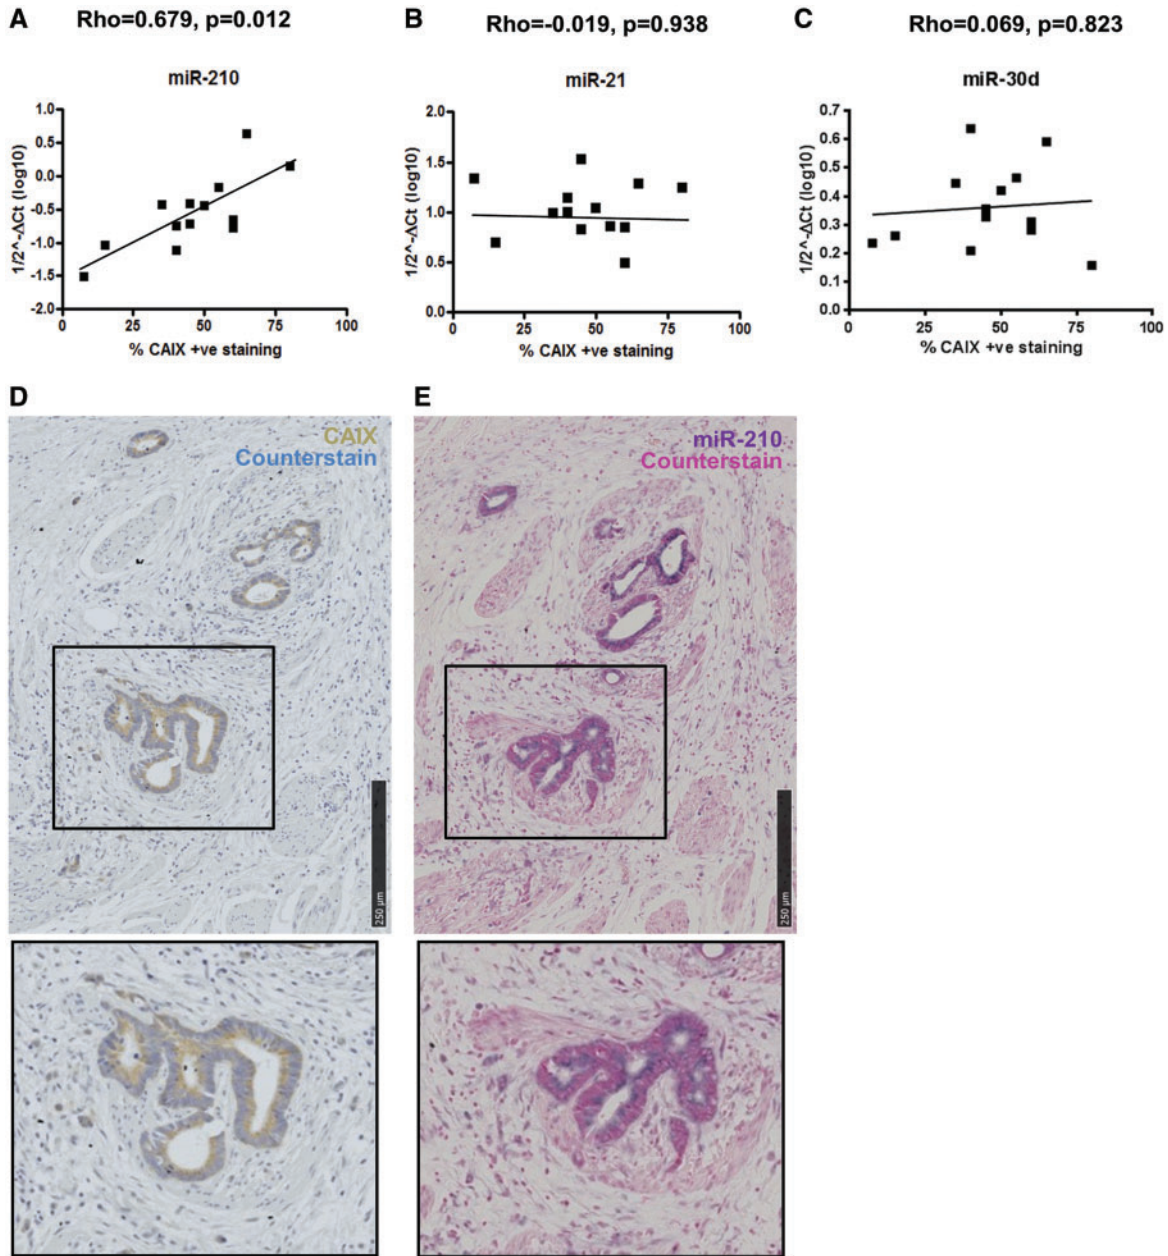 A
Rho=0.679, p=0.012
miR-210
1/2^-ΔCt (log10)
1.0
0.5
0.0
-0.5
-1.0
-1.5
-2.0
0
25
50
75
100
% CAIX +ve staining
B
Rho=-0.019, p=0.938
miR-21
1/2^-ΔCt (log10)
2.0
1.5
1.0
0.5
0.0
0
25
50
75
100
% CAIX +ve staining
C
Rho=0.069, p=0.823
miR-30d
1/2^-ΔCt (log10)
0.7
0.6
0.5
0.4
0.3
0.2
0.1
0.0
0
25
50
75
100
% CAIX +ve staining
D
CAIX
Counterstain
250 µm
E
miR-210
Counterstain
250 µm